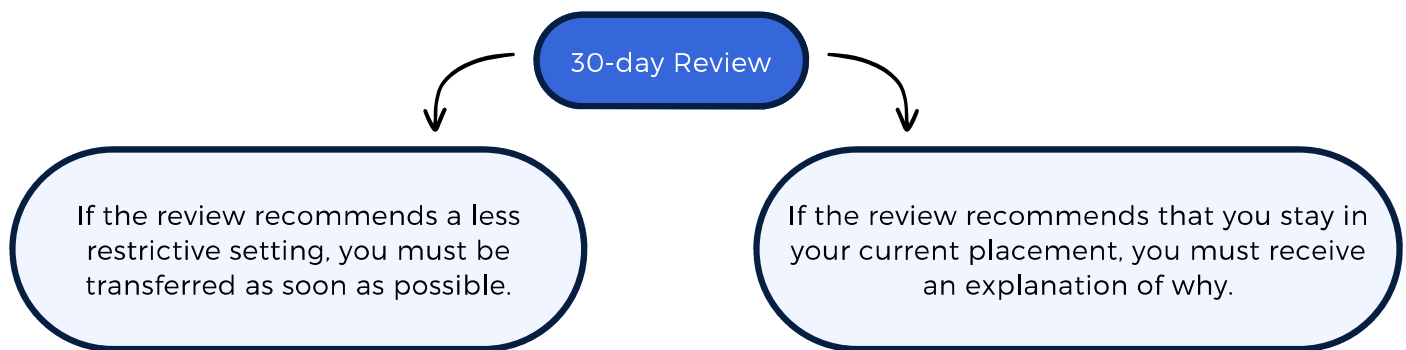 30-day Review
If the review recommends a less
restrictive setting, you must be
transferred as soon as possible.
If the review recommends that you stay in
your current placement, you must receive
an explanation of why.